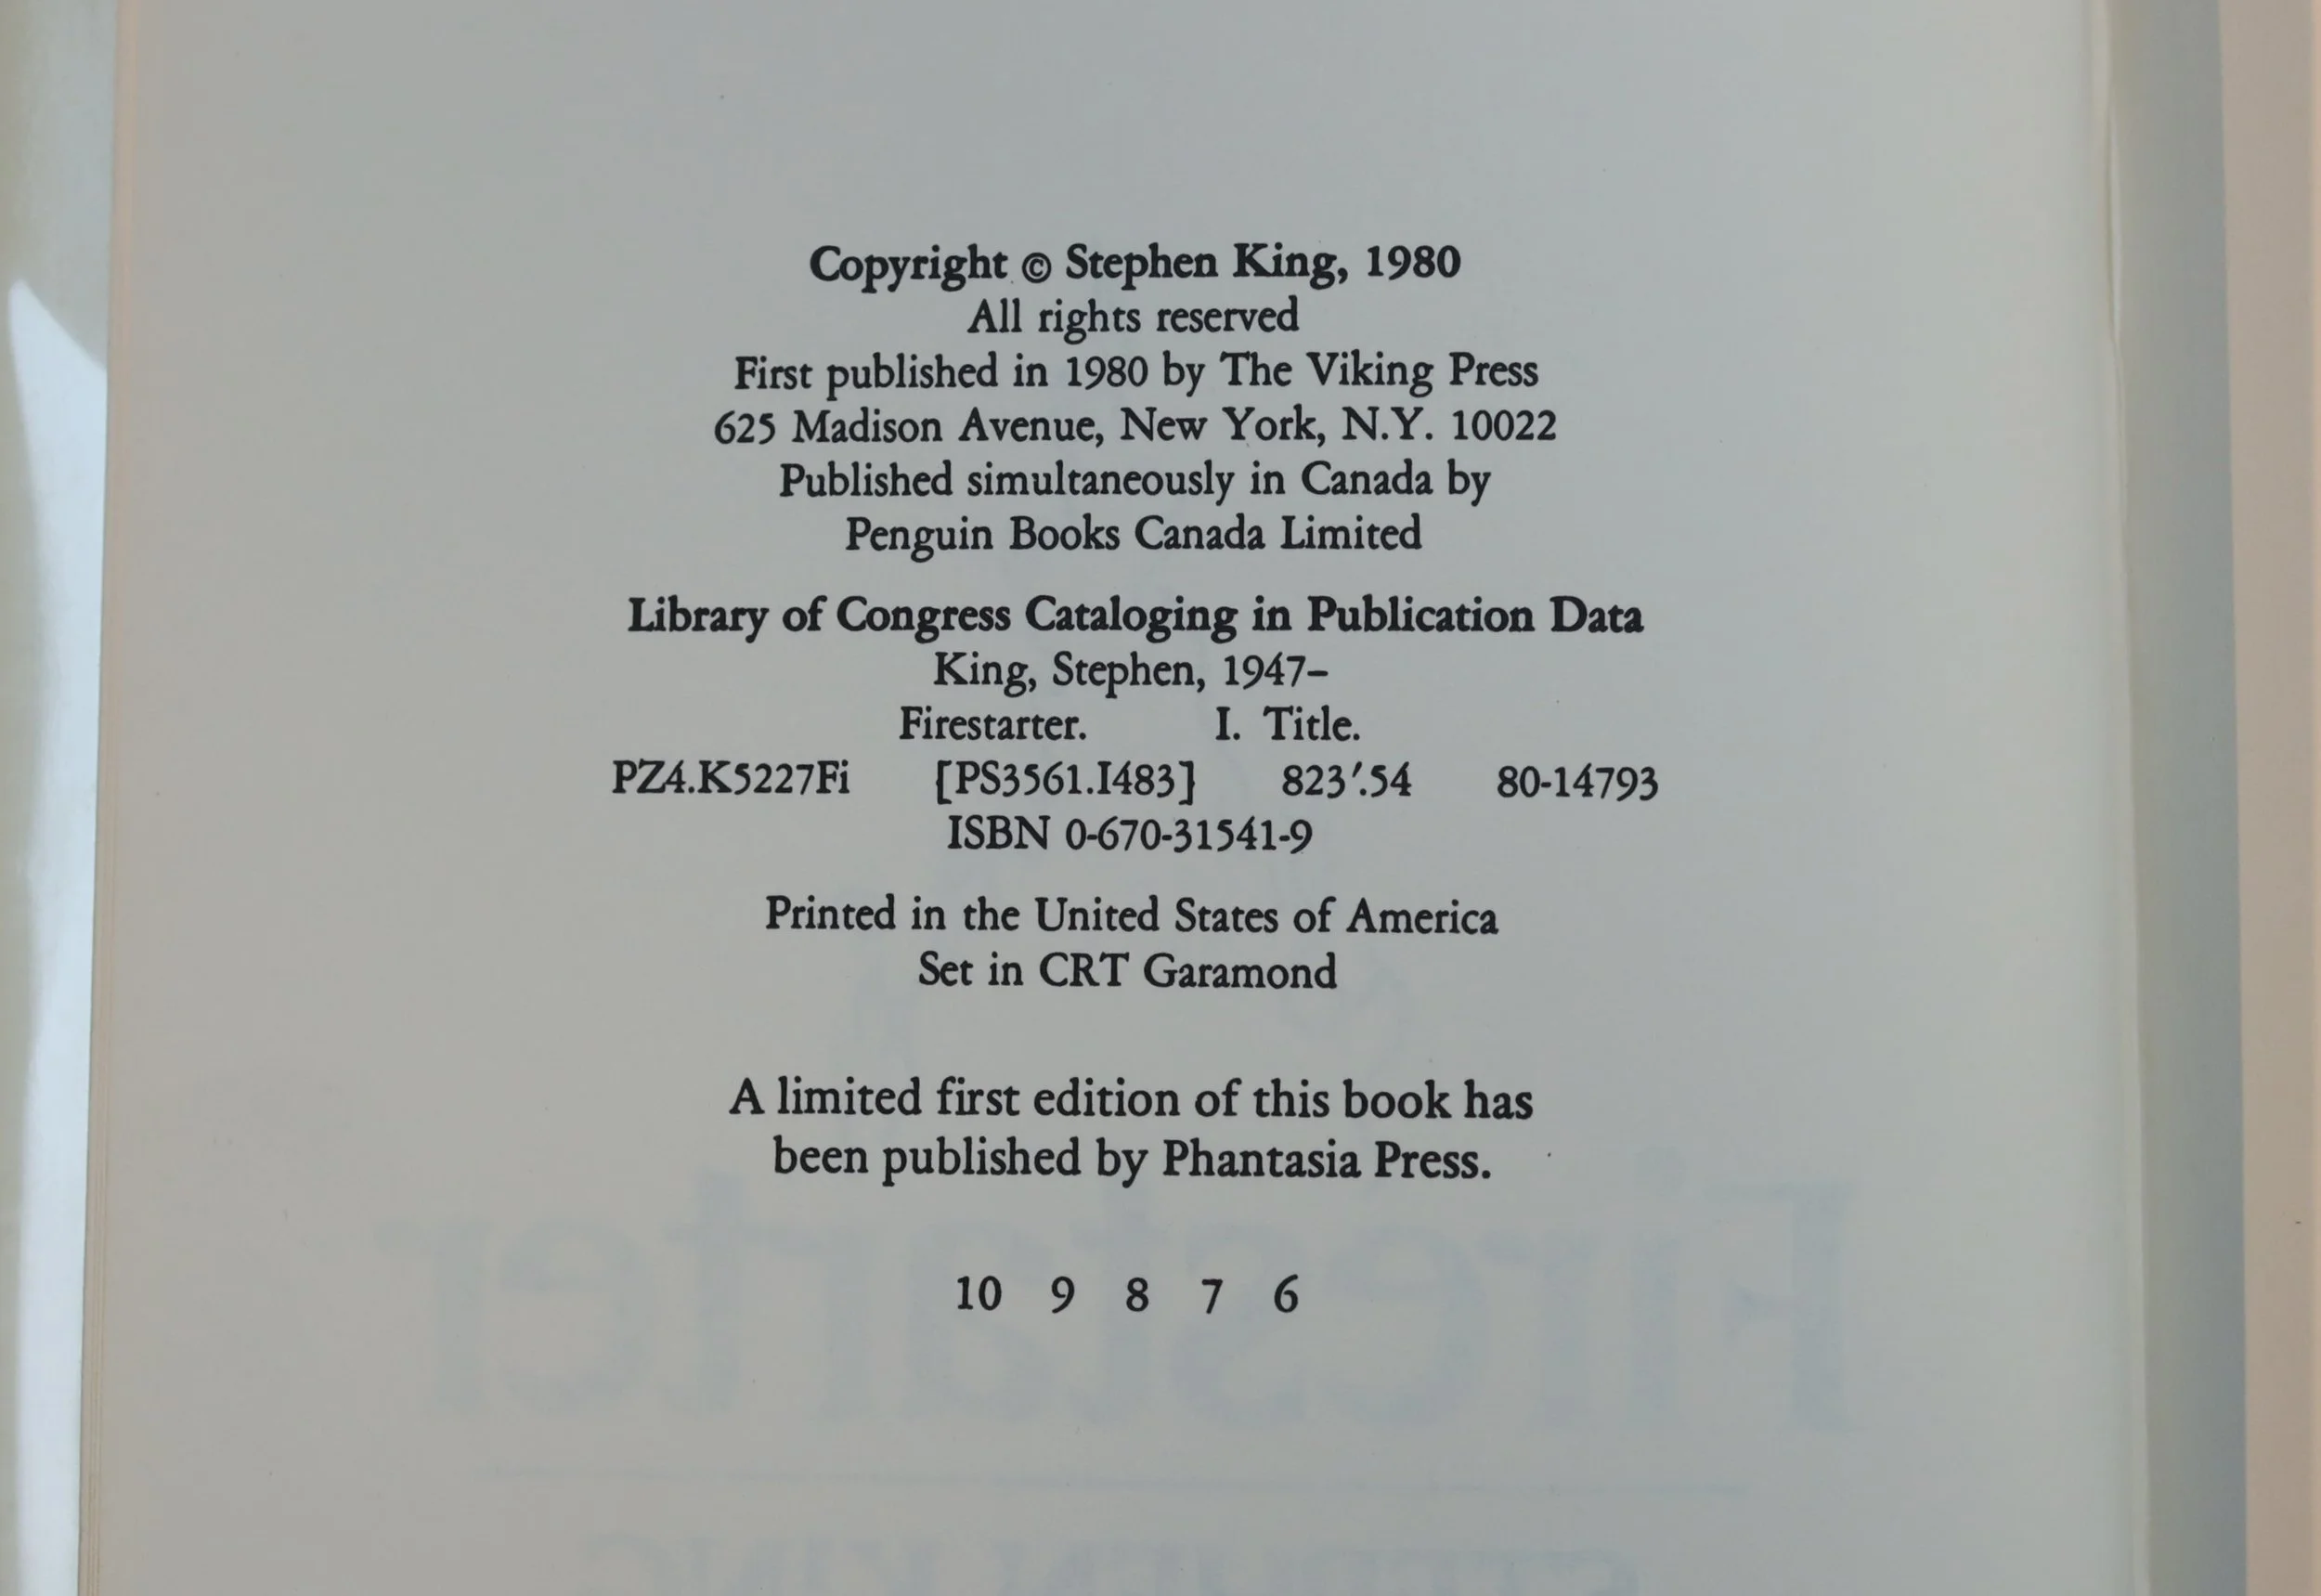 Copyright © Stephen King, 1980
All rights reserved
First published in 1980 by The Viking Press
625 Madison Avenue, New York, N.Y. 10022
Published simultaneously in Canada by
Penguin Books Canada Limited
Library of Congress Cataloging in Publication Data
King, Stephen, 1947–
Firestarter. I. Title.
PZ4.K5227Fi [PS3561.I483] 823′.54 80-14793
ISBN 0-670-31541-9
Printed in the United States of America
Set in CRT Garamond
A limited first edition of this book has
been published by Phantasia Press.
10 9 8 7 6
Firestarter
STEPHEN KING